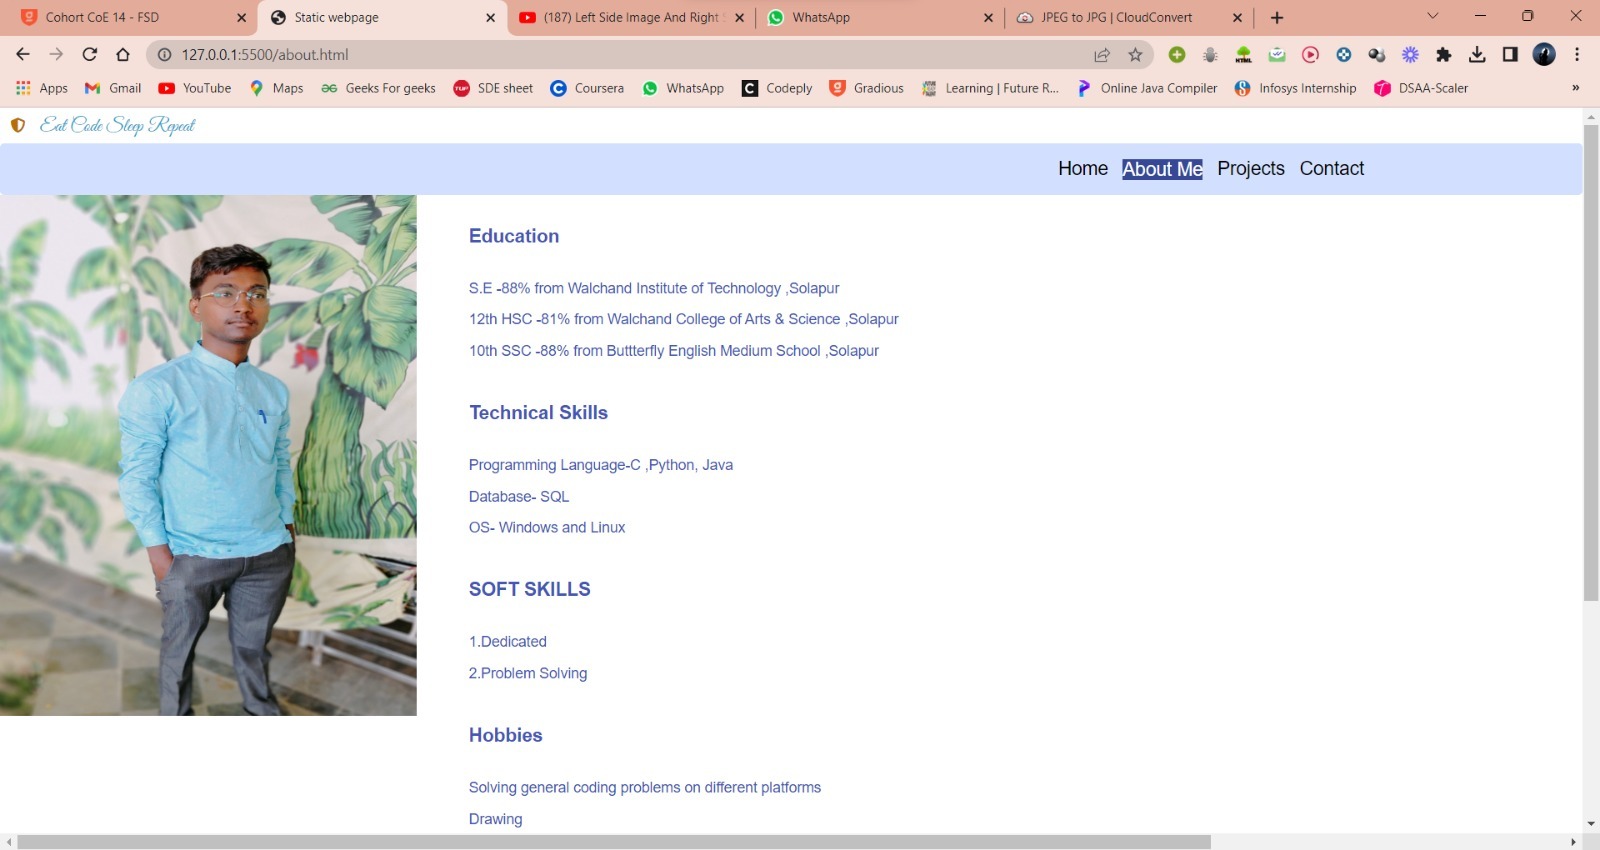 Cohort CoE 14 - FSD
Static webpage
(187) Left Side Image And Right
WhatsApp
JPEG to JPG | CloudConvert
127.0.0.1:5500/about.html
Apps
Gmail
YouTube
Maps
Geeks For geeks
SDE sheet
Coursera
WhatsApp
Codeply
Gradious
Learning | Future R...
Online Java Compiler
Infosys Internship
DSAA-Scaler
»
Eat Code Sleep Repeat
Home About Me Projects Contact
Education
S.E -88% from Walchand Institute of Technology ,Solapur
12th HSC -81% from Walchand College of Arts & Science ,Solapur
10th SSC -88% from Buttterfly English Medium School ,Solapur
Technical Skills
Programming Language-C ,Python, Java
Database- SQL
OS- Windows and Linux
SOFT SKILLS
1.Dedicated
2.Problem Solving
Hobbies
Solving general coding problems on different platforms
Drawing